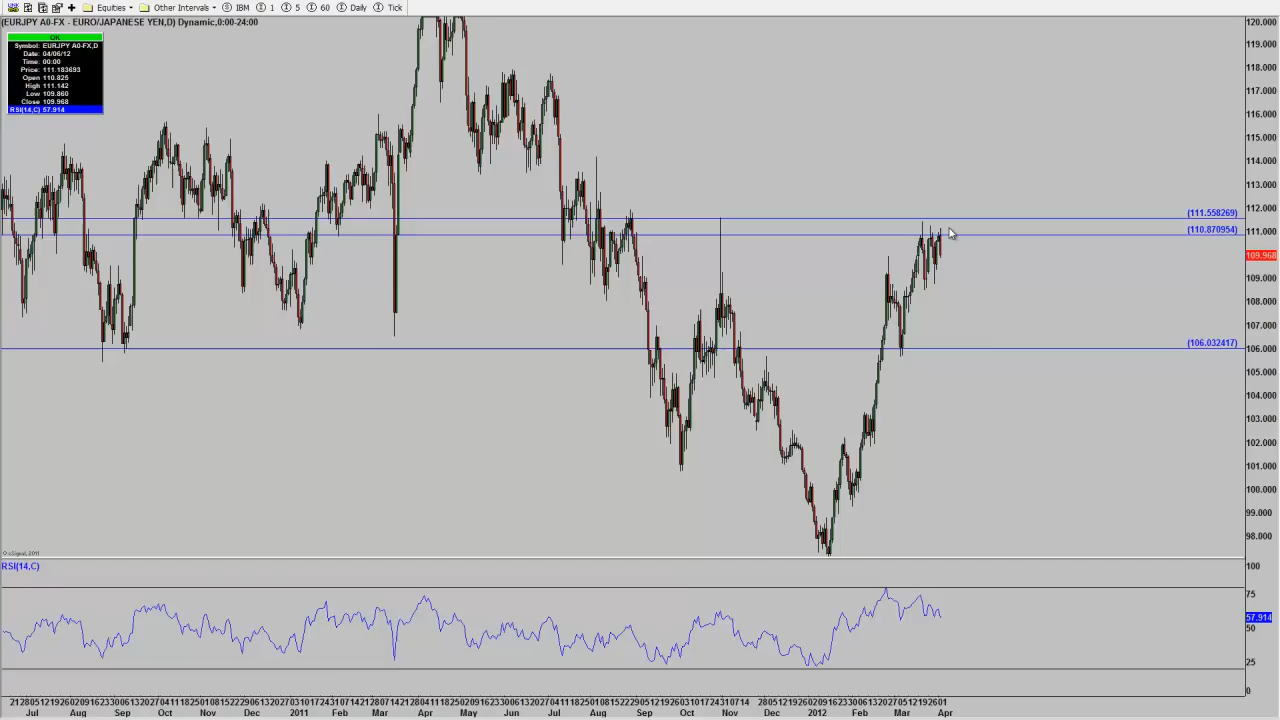 Equities Other Intervals IBM 1 5 60 Daily Tick
(EURJPY A0-FX - EURO/JAPANESE YEN,D) Dynamic,0:00-24:00
OK
Symbol: EURJPY A0-FX,D
Date: 04/06/12
Time: 00:00
Price: 111.183693
Open 110.825
High 111.142
Low 109.860
Close 109.968
RSI(14,C) 57.914
120.000
119.000
118.000
117.000
116.000
115.000
114.000
113.000
112.000
(111.558269)
111.000
(110.870954)
109.968
109.000
108.000
107.000
106.000
(106.032417)
105.000
104.000
103.000
102.000
101.000
100.000
99.000
98.000
© eSignal, 2011
RSI(14,C)
100
75
57.914
50
25
0
Jul Aug Sep Oct Nov Dec 2011 Feb Mar Apr May Jun Jul Aug Sep Oct Nov Dec 2012 Feb Mar Apr